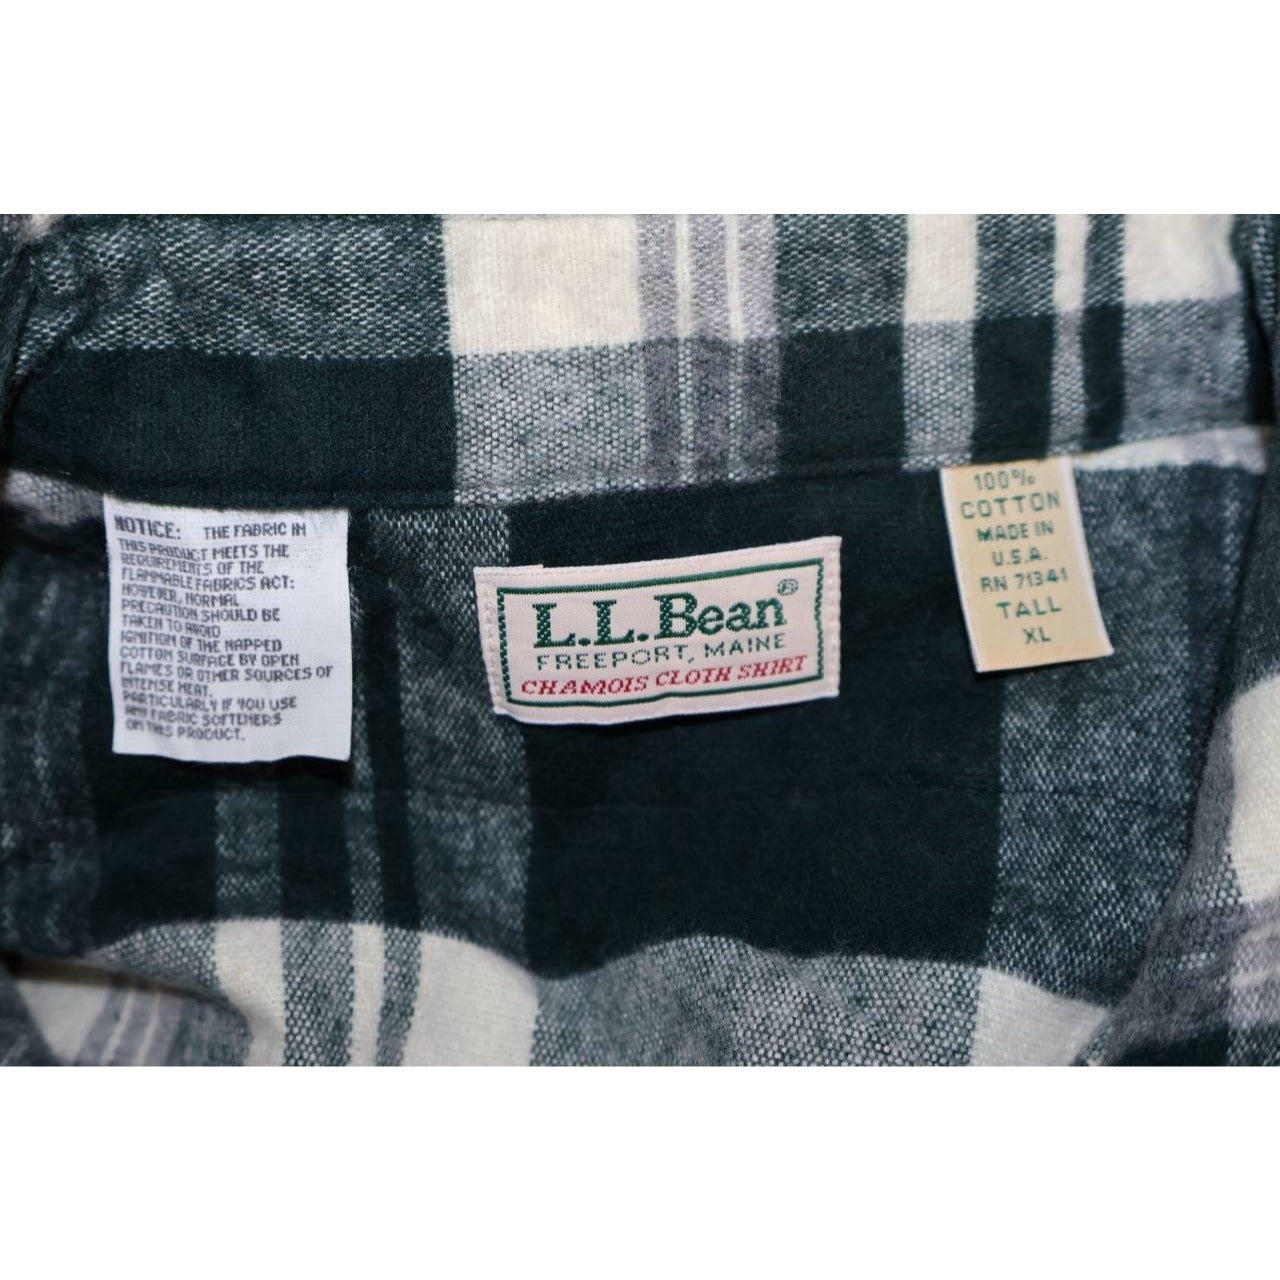 NOTICE: THE FABRIC IN
THIS PRODUCT MEETS THE
REQUIREMENTS OF THE
FLAMMABLE FABRICS ACT:
HOWEVER, NORMAL
PRECAUTION SHOULD BE
TAKEN TO AVOID
IGNITION OF THE NAPPED
COTTON SURFACE BY OPEN
FLAMES OR OTHER SOURCES OF
INTENSE HEAT,
PARTICULARLY IF YOU USE
ANY FABRIC SOFTENERS
ON THIS PRODUCT.
L.L.Bean®
FREEPORT, MAINE
CHAMOIS CLOTH SHIRT
100%
COTTON
MADE IN
U.S.A.
RN 71341
TALL
XL